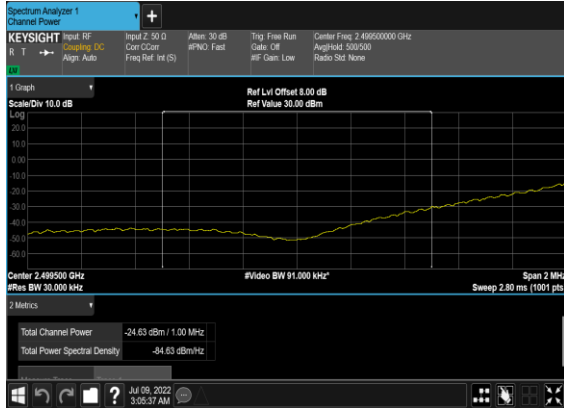 Spectrum Analyzer 1
Channel Power
+
KEYSIGHT
R T
Input: RF
Coupling: DC
Align: Auto
Input Z: 50 Ω
Corr CCorr
Freq Ref: Int (S)
Atten: 30 dB
#PNO: Fast
Trig: Free Run
Gate: Off
#IF Gain: Low
Center Freq: 2.499500000 GHz
Avg|Hold: 500/500
Radio Std: None
1 Graph
Scale/Div 10.0 dB
Ref Lvl Offset 8.00 dB
Ref Value 30.00 dBm
Log
20.0
10.0
0.00
-10.0
-20.0
-30.0
-40.0
-50.0
-60.0
Center 2.499500 GHz
#Video BW 91.000 kHz*
Span 2 MHz
#Res BW 30.000 kHz
Sweep 2.80 ms (1001 pts
2 Metrics
Total Channel Power -24.63 dBm / 1.00 MHz
Total Power Spectral Density -84.63 dBm/Hz
?
Jul 09, 2022
3:05:37 AM